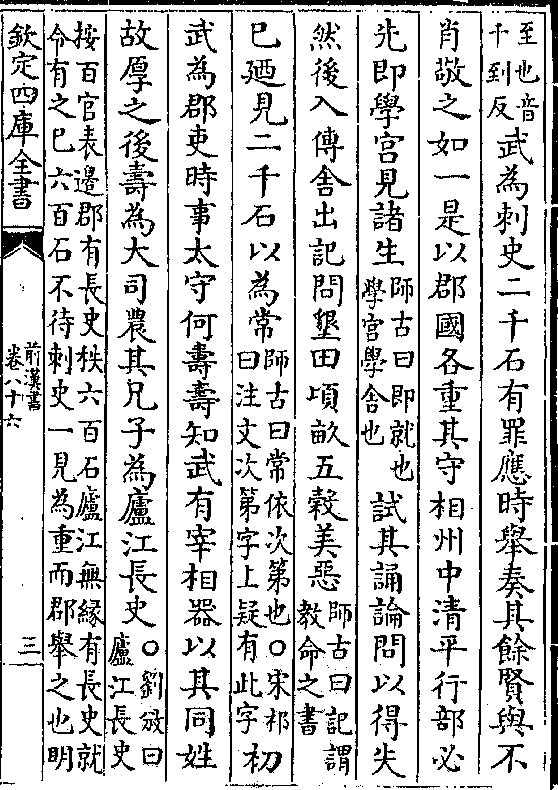 至也音千到反武為刺史二千石有罪應時舉奏其餘賢與不
肖敬之如一是以郡國各重其守相州中清平行部必
先即學宮見諸生師古曰即就也學宮學舍也試其誦論問以得失
然後入傳舍出記問墾田頃畝五榖美惡師古曰記謂教命之書
已廼見二千石以為常師古曰常依次第也○宋祁曰注文次第字上疑有此字初
武為郡吏時事太守何壽壽知武有宰相器以其同姓
故厚之後壽為大司農其兄子為廬江長史○劉攽曰廬江長史
按百官表邊郡有長史秩六百石廬江無縁有長史就
令有之已六百石不待刺史一見為重而郡舉之也明
欽定四庫全書
前漢書
卷八十六
三